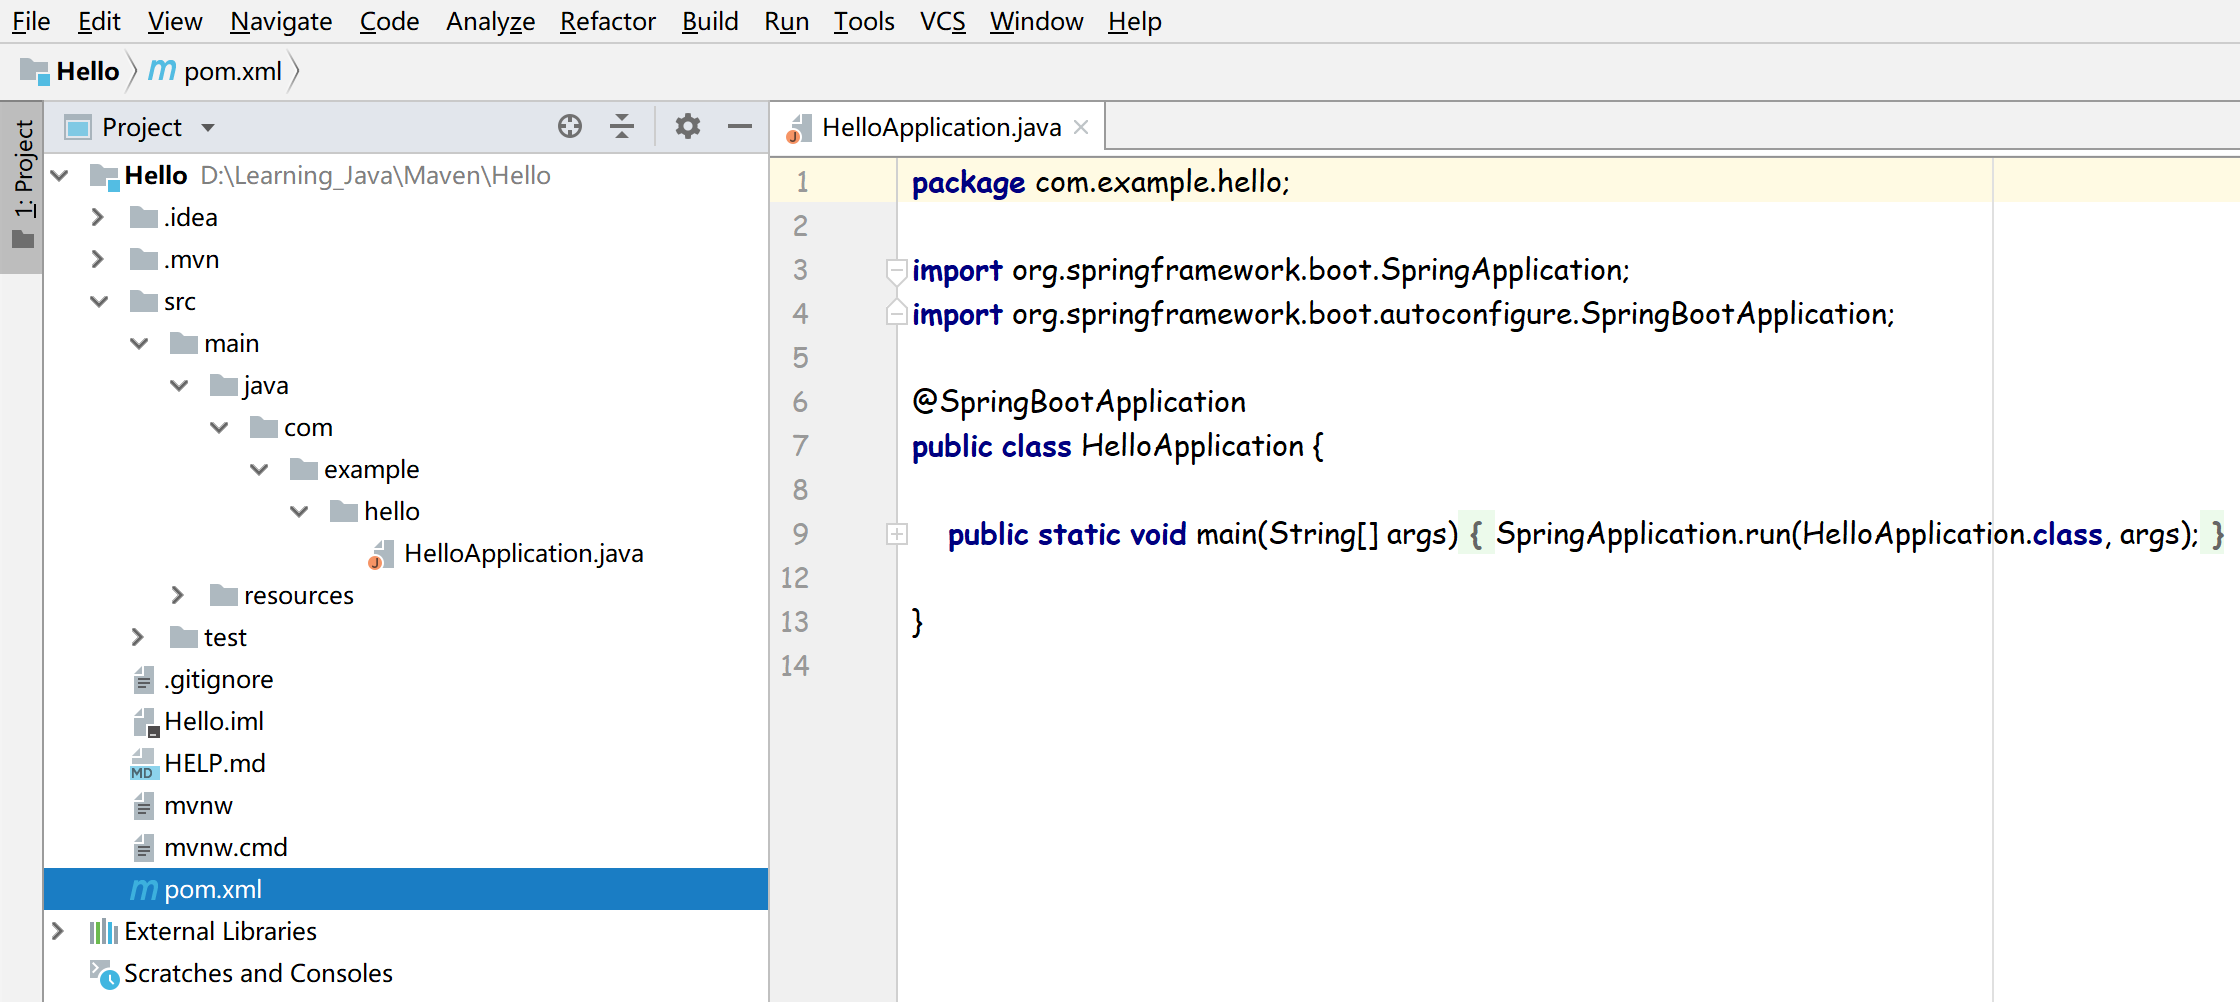 File Edit View Navigate Code Analyze Refactor Build Run Tools VCS Window Help
Hello pom.xml
1: Project
Project
Hello D:\Learning_Java\Maven\Hello
.idea
.mvn
src
main
java
com
example
hello
HelloApplication.java
resources
test
.gitignore
Hello.iml
MD HELP.md
mvnw
mvnw.cmd
pom.xml
External Libraries
Scratches and Consoles
HelloApplication.java
1 package com.example.hello;
2
3 import org.springframework.boot.SpringApplication;
4 import org.springframework.boot.autoconfigure.SpringBootApplication;
5
6 @SpringBootApplication
7 public class HelloApplication {
8
9 public static void main(String[] args) { SpringApplication.run(HelloApplication.class, args); }
12
13 }
14